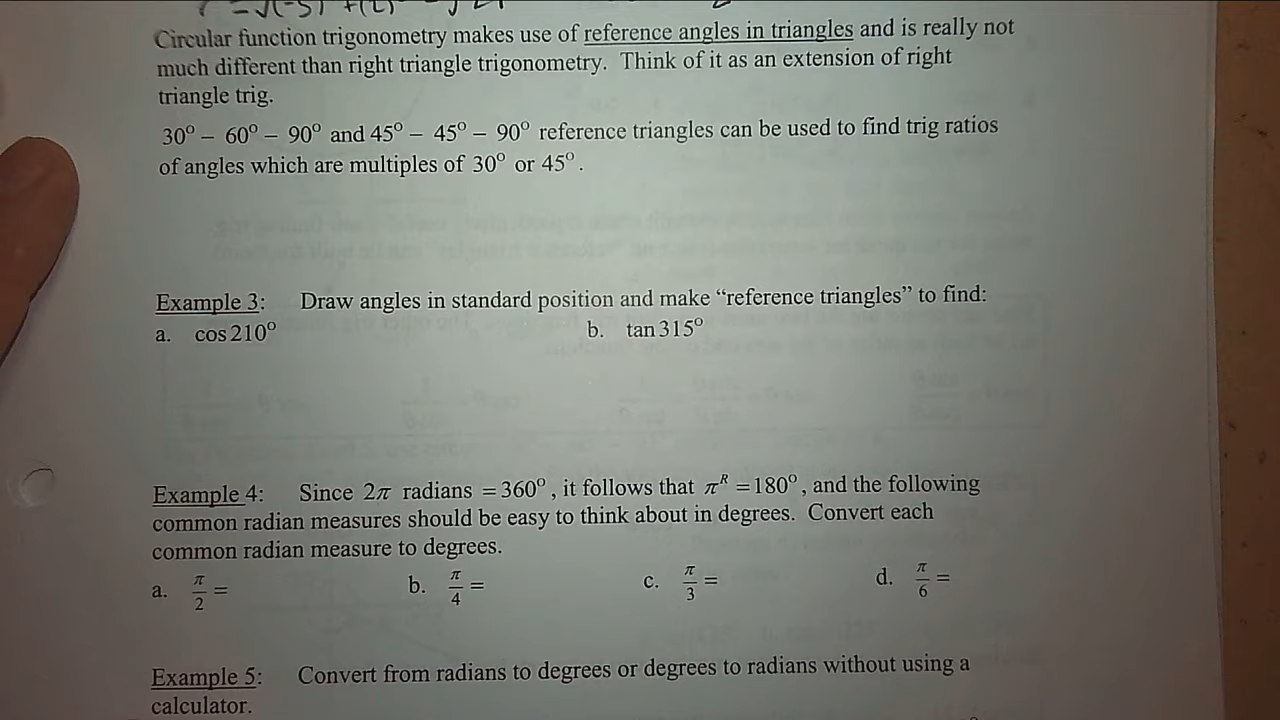 Circular function trigonometry makes use of reference angles in triangles and is really not
much different than right triangle trigonometry. Think of it as an extension of right
triangle trig.
30° – 60° – 90° and 45° – 45° – 90° reference triangles can be used to find trig ratios
of angles which are multiples of 30° or 45°.
Example 3: Draw angles in standard position and make “reference triangles” to find:
a. cos 210° b. tan 315°
Example 4: Since 2π radians = 360°, it follows that π^R = 180°, and the following
common radian measures should be easy to think about in degrees. Convert each
common radian measure to degrees.
a. π/2 = b. π/4 = c. π/3 = d. π/6 =
Example 5: Convert from radians to degrees or degrees to radians without using a
calculator.